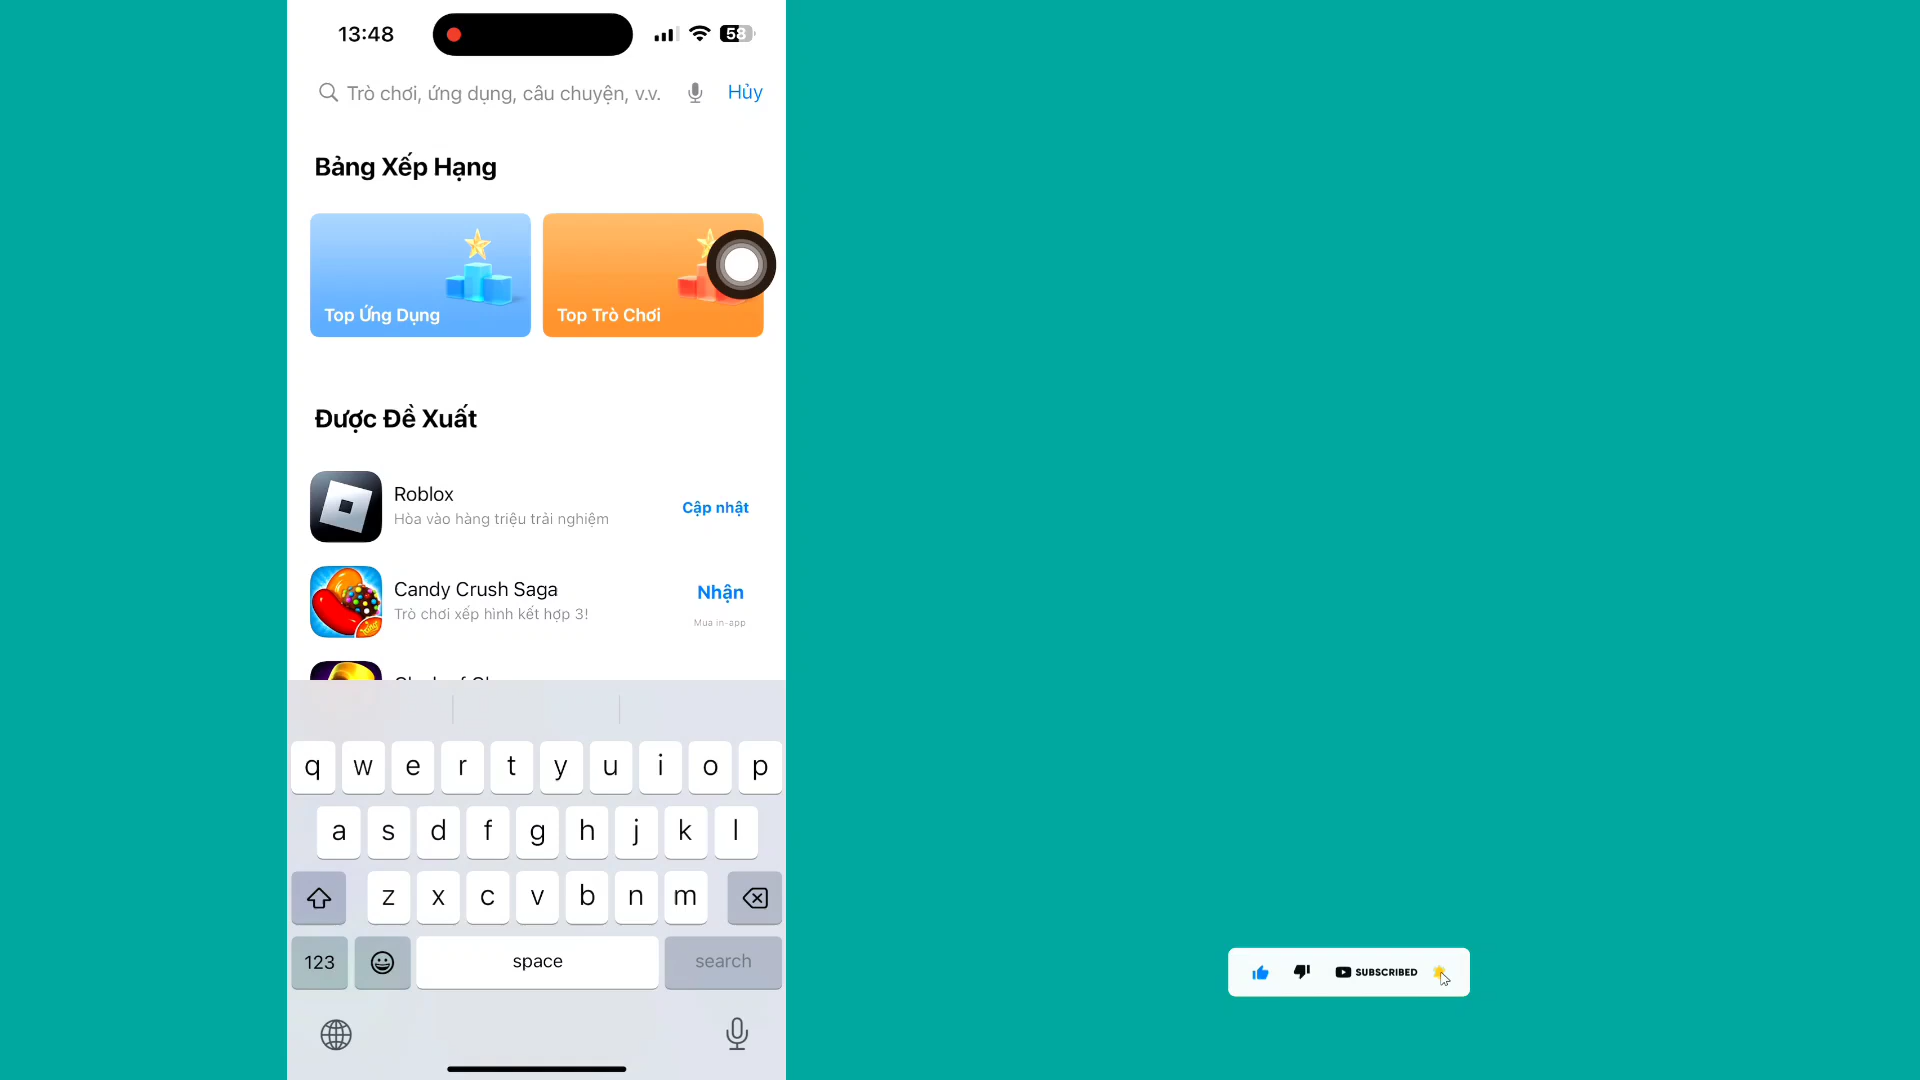 13:48
58
Trò chơi, ứng dụng, câu chuyện, v.v.
Hủy
Bảng Xếp Hạng
Top Ứng Dụng
Top Trò Chơi
Được Đề Xuất
Roblox
Hòa vào hàng triệu trải nghiệm
Cập nhật
Candy Crush Saga
Trò chơi xếp hình kết hợp 3!
Nhận
Mua in-app
q w e r t y u i o p
a s d f g h j k l
z x c v b n m
123
space
search
SUBSCRIBED